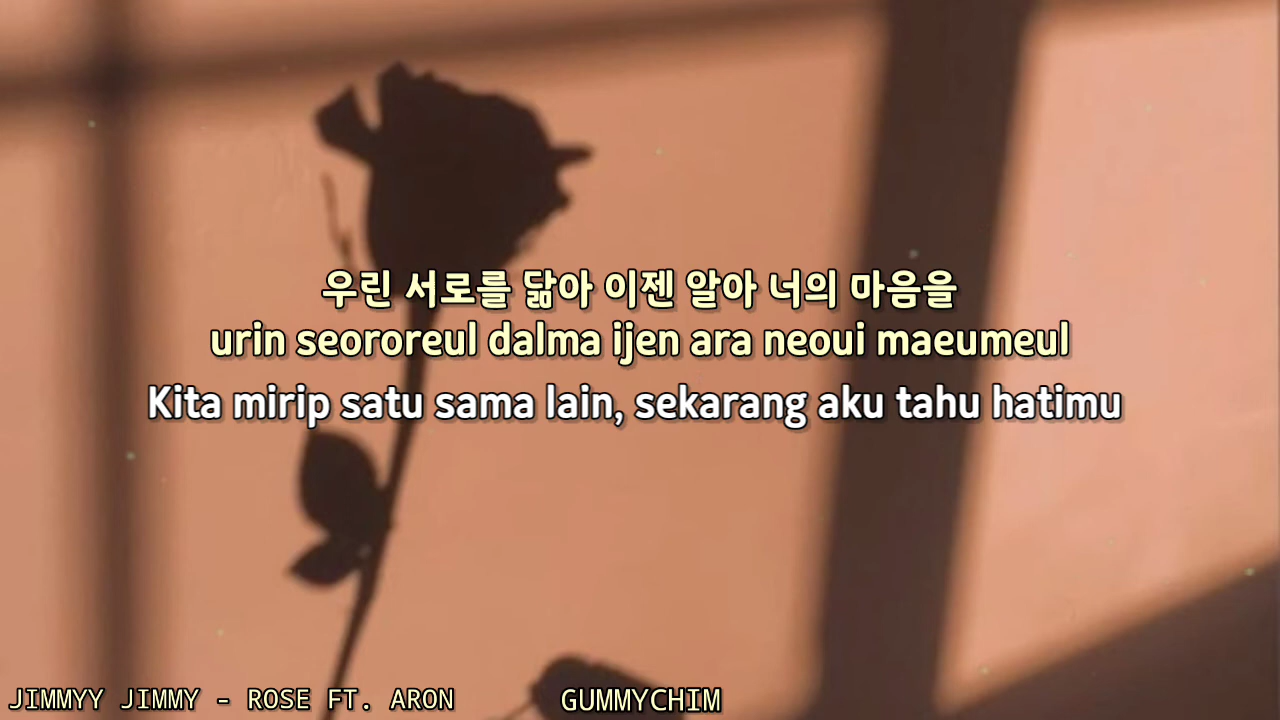 우린 서로를 닮아 이젠 알아 너의 마음을
urin seororeul dalma ijen ara neoui maeumeul
Kita mirip satu sama lain, sekarang aku tahu hatimu
JIMMYY JIMMY - ROSE FT. ARON
GUMMYCHIM